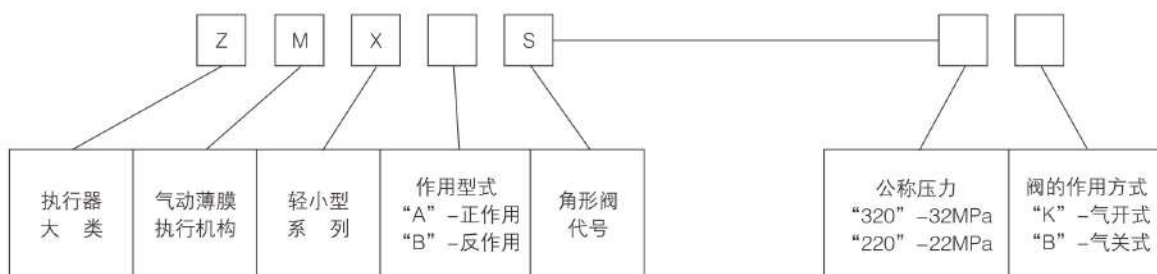 Z M X S
执行器
大 类
气动薄膜
执行机构
轻小型
系 列
作用型式
“A”-正作用
“B”-反作用
角形阀
代号
公称压力
“320”-32MPa
“220”-22MPa
阀的作用方式
“K”-气开式
“B”-气关式